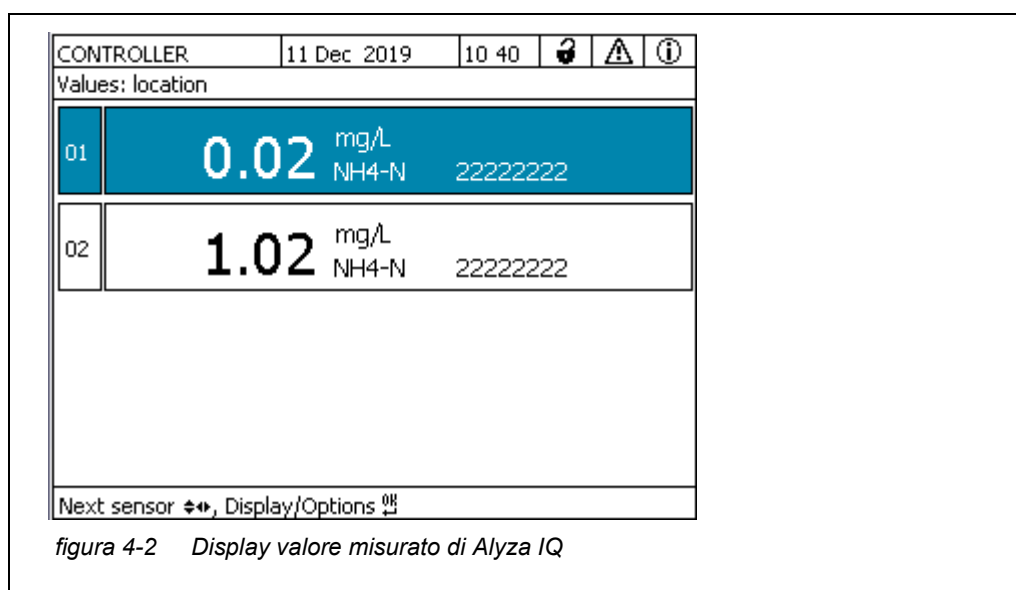 CONTROLLER 11 Dec 2019 10 40
Values: location
01 0.02 mg/L NH4-N 22222222
02 1.02 mg/L NH4-N 22222222
Next sensor, Display/Options OK
figura 4-2 Display valore misurato di Alyza IQ